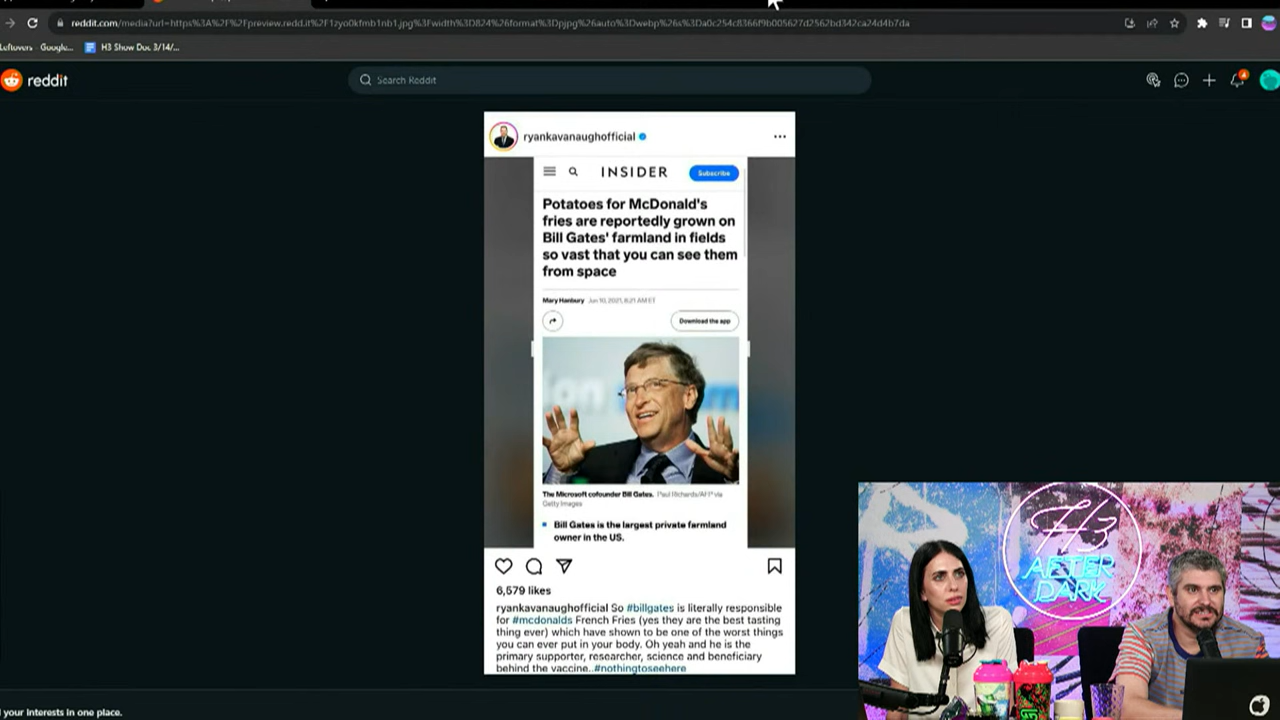 reddit.com/media?url=https%3A%2F%2Fpreview.redd.it%2F1zyo0kfmb1nb1.jpg%3Fwidth%3D824%26format%3Dpjpg%26auto%3Dwebp%26s%3Da0c254c8366f9b005627d2562bd342ca24d4b7da
Leftovers - Google...
H3 Show Doc 3/14/...
reddit
Search Reddit
ryankavanaughofficial
INSIDER
Subscribe
Potatoes for McDonald's
fries are reportedly grown on
Bill Gates' farmland in fields
so vast that you can see them
from space
Mary Hanbury Jun 10, 2021, 8:21 AM ET
Download the app
The Microsoft cofounder Bill Gates. Paul Richards/AFP via
Getty Images
Bill Gates is the largest private farmland
owner in the US.
6,579 likes
ryankavanaughofficial So #billgates is literally responsible
for #mcdonalds French Fries (yes they are the best tasting
thing ever) which have shown to be one of the worst things
you can ever put in your body. Oh yeah and he is the
primary supporter, researcher, science and beneficiary
behind the vaccine..#nothingtoseehere
H3
AFTER
DARK
your interests in one place.